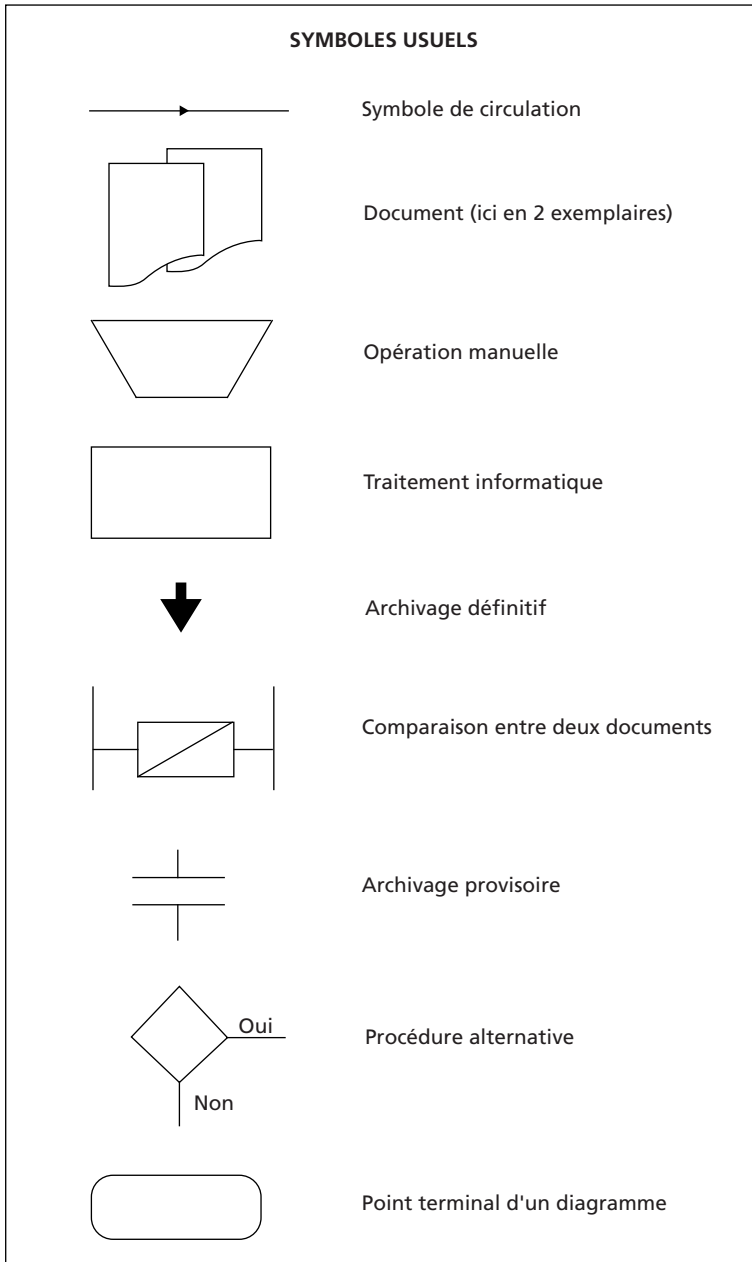 SYMBOLES USUELS
Symbole de circulation
Document (ici en 2 exemplaires)
Opération manuelle
Traitement informatique
Archivage définitif
Comparaison entre deux documents
Archivage provisoire
Oui
Procédure alternative
Non
Point terminal d'un diagramme